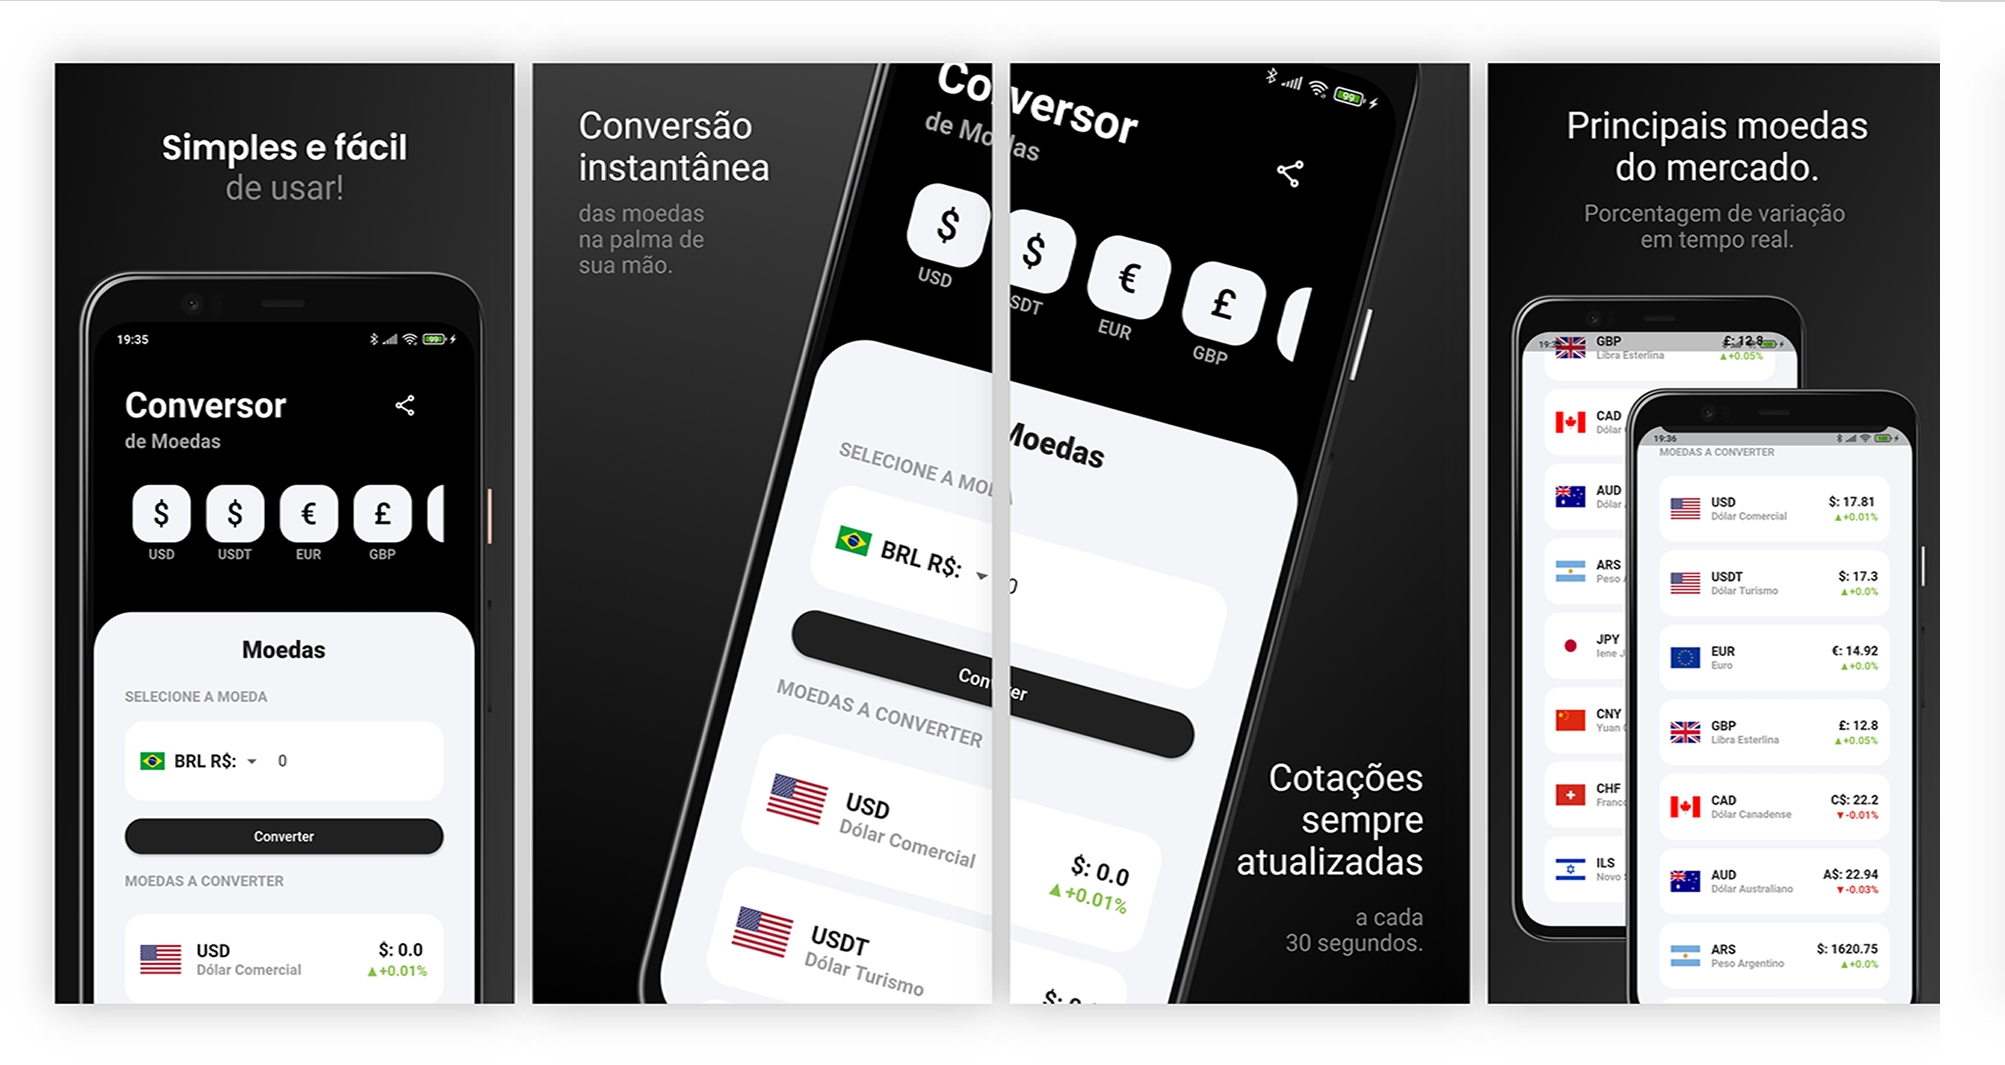 Simples e fácil
de usar!
19:35
99
Conversor
de Moedas
$
$
€
£
USD
USDT
EUR
GBP
Moedas
SELECIONE A MOEDA
BRL R$:
0
Converter
MOEDAS A CONVERTER
USD
$: 0.0
Dólar Comercial
▲+0.01%
Conversão
instantânea
das moedas
na palma de
sua mão.
99
Conversor
de Moedas
$
$
€
£
USD
USDT
EUR
GBP
Moedas
SELECIONE A MOEDA
BRL R$:
0
Converter
MOEDAS A CONVERTER
USD
Dólar Comercial
$: 0.0
▲+0.01%
USDT
Dólar Turismo
Cotações
sempre
atualizadas
a cada
30 segundos.
Principais moedas
do mercado.
Porcentagem de variação
em tempo real.
GBP
£: 12.8
Libra Esterlina
▲+0.05%
CAD
Dólar
AUD
Dólar
ARS
Peso
JPY
Iene
CNY
Yuan
CHF
Franc
ILS
Novo
19:36
100
MOEDAS A CONVERTER
USD
$: 17.81
Dólar Comercial
▲+0.01%
USDT
$: 17.3
Dólar Turismo
▲+0.0%
EUR
€: 14.92
Euro
▲+0.0%
GBP
£: 12.8
Libra Esterlina
▲+0.05%
CAD
C$: 22.2
Dólar Canadense
▼-0.01%
AUD
A$: 22.94
Dólar Australiano
▼-0.03%
ARS
$: 1620.75
Peso Argentino
▲+0.0%